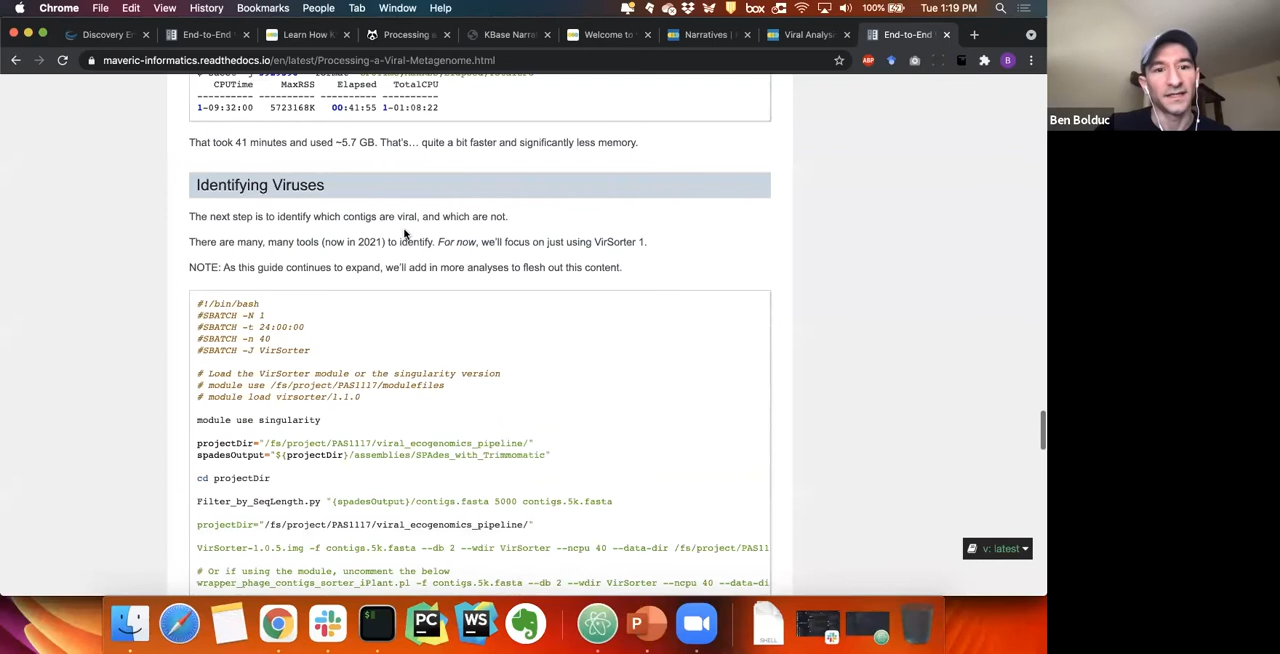 Chrome File Edit View History Bookmarks People Tab Window Help box 100% Tue 1:19 PM
Discovery En × End-to-End × Learn How K × Processing a × KBase Narra × Welcome to × Narratives | × Viral Analys × End-to-End × +
maveric-informatics.readthedocs.io/en/latest/Processing-a-Viral-Metagenome.html ABP B
CPUTime MaxRSS Elapsed TotalCPU
---------- ---------- ---------- ----------
1-09:32:00 5723168K 00:41:55 1-01:08:22
That took 41 minutes and used ~5.7 GB. That's… quite a bit faster and significantly less memory.
Identifying Viruses
The next step is to identify which contigs are viral, and which are not.
There are many, many tools (now in 2021) to identify. For now, we'll focus on just using VirSorter 1.
NOTE: As this guide continues to expand, we'll add in more analyses to flesh out this content.
#!/bin/bash
#SBATCH -N 1
#SBATCH -t 24:00:00
#SBATCH -n 40
#SBATCH -J VirSorter
# Load the VirSorter module or the singularity version
# module use /fs/project/PAS1117/modulefiles
# module load virsorter/1.1.0
module use singularity
projectDir="/fs/project/PAS1117/viral_ecogenomics_pipeline/"
spadesOutput="${projectDir}/assemblies/SPAdes_with_Trimmomatic"
cd projectDir
Filter_by_SeqLength.py "{spadesOutput}/contigs.fasta 5000 contigs.5k.fasta
projectDir="/fs/project/PAS1117/viral_ecogenomics_pipeline/"
VirSorter-1.0.5.img -f contigs.5k.fasta --db 2 --wdir VirSorter --ncpu 40 --data-dir /fs/project/PAS11
# Or if using the module, uncomment the below
wrapper_phage_contigs_sorter_iPlant.pl -f contigs.5k.fasta --db 2 --wdir VirSorter --ncpu 40 --data-di
v: latest
Ben Bolduc
PC WS P
SHELL